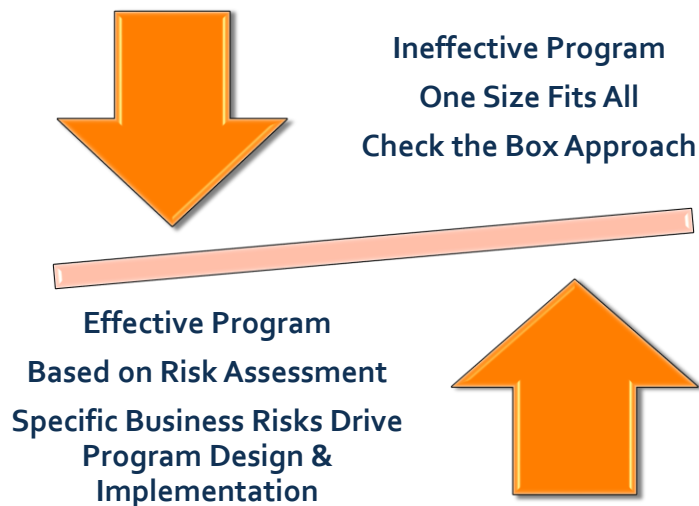 Ineffective Program
One Size Fits All
Check the Box Approach
Effective Program
Based on Risk Assessment
Specific Business Risks Drive
Program Design &
Implementation